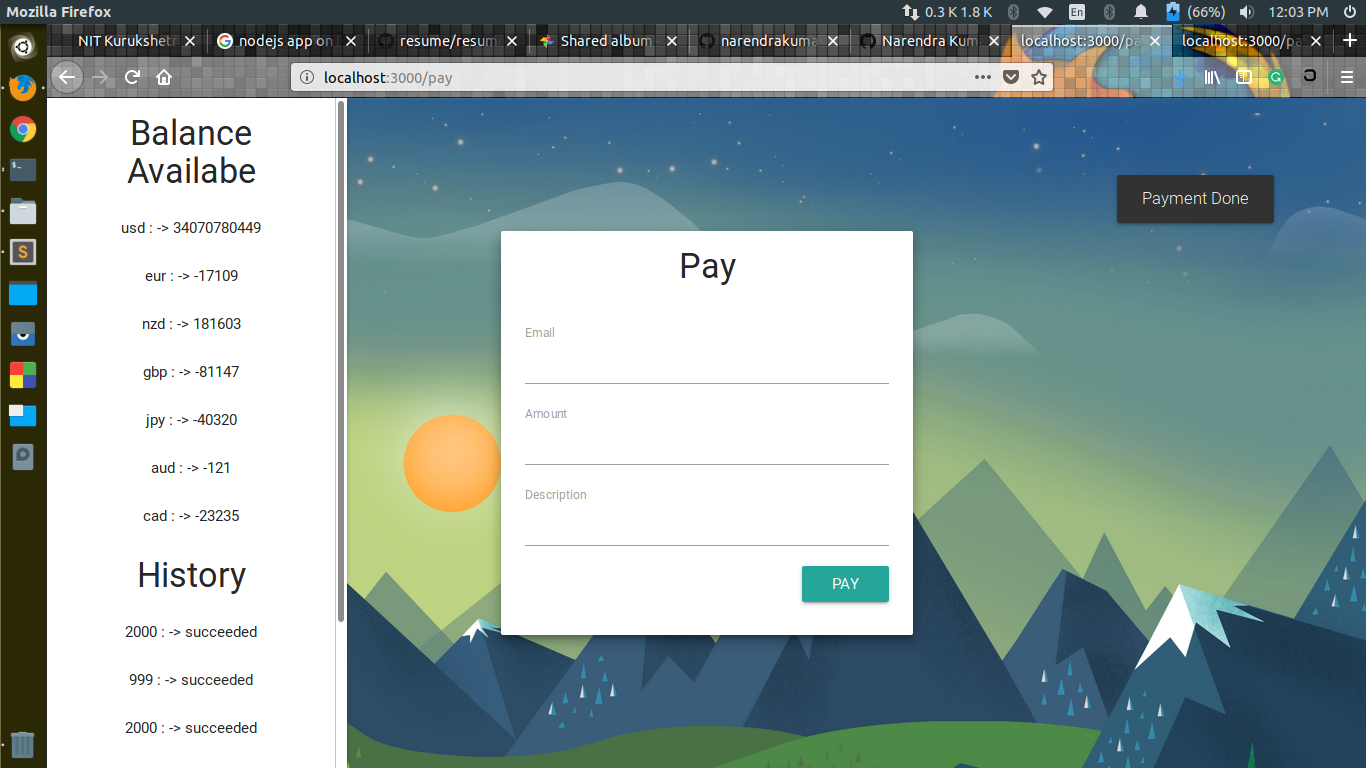 Mozilla Firefox
0.3 K 1.8 K
En
(66%)
12:03 PM
NIT Kurukshetr
nodejs app on
resume/resum
Shared album
narendrakuma
Narendra Kum
localhost:3000/pa
localhost:3000/pa
localhost:3000/pay
Balance
Availabe
usd : -> 34070780449
eur : -> -17109
nzd : -> 181603
gbp : -> -81147
jpy : -> -40320
aud : -> -121
cad : -> -23235
History
2000 : -> succeeded
999 : -> succeeded
2000 : -> succeeded
Payment Done
Pay
Email
Amount
Description
PAY